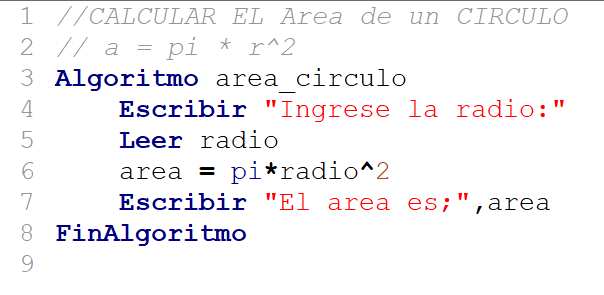 1 //CALCULAR EL Area de un CIRCULO
2 // a = pi * r^2
3 Algoritmo area_circulo
4 Escribir "Ingrese la radio:"
5 Leer radio
6 area = pi*radio^2
7 Escribir "El area es;",area
8 FinAlgoritmo
9